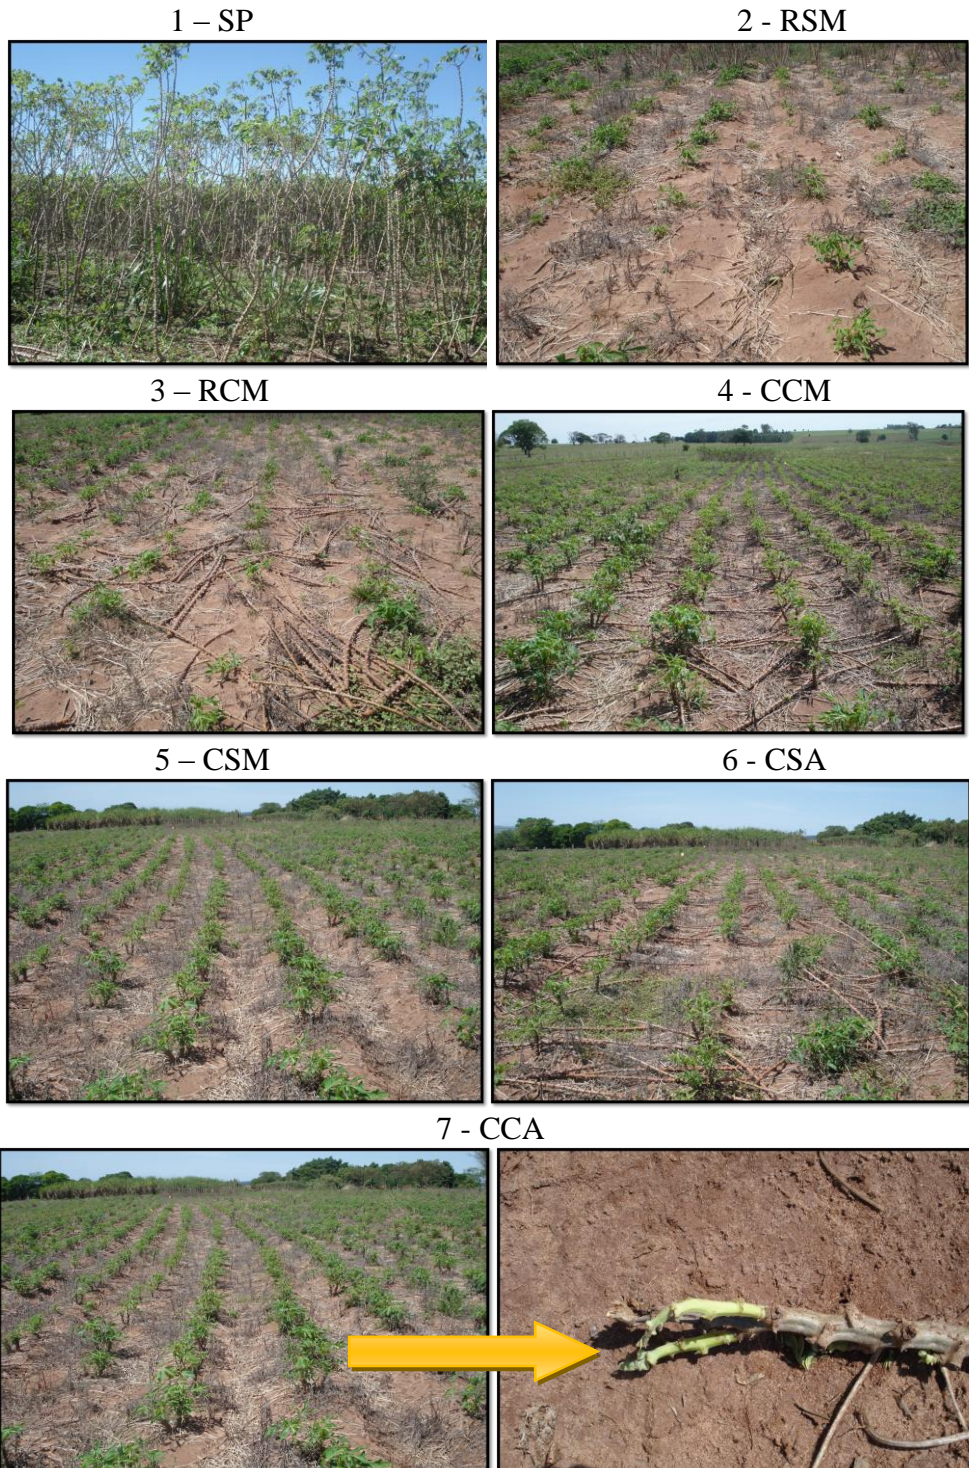 1 – SP
2 - RSM
3 – RCM
4 - CCM
5 – CSM
6 - CSA
7 - CCA